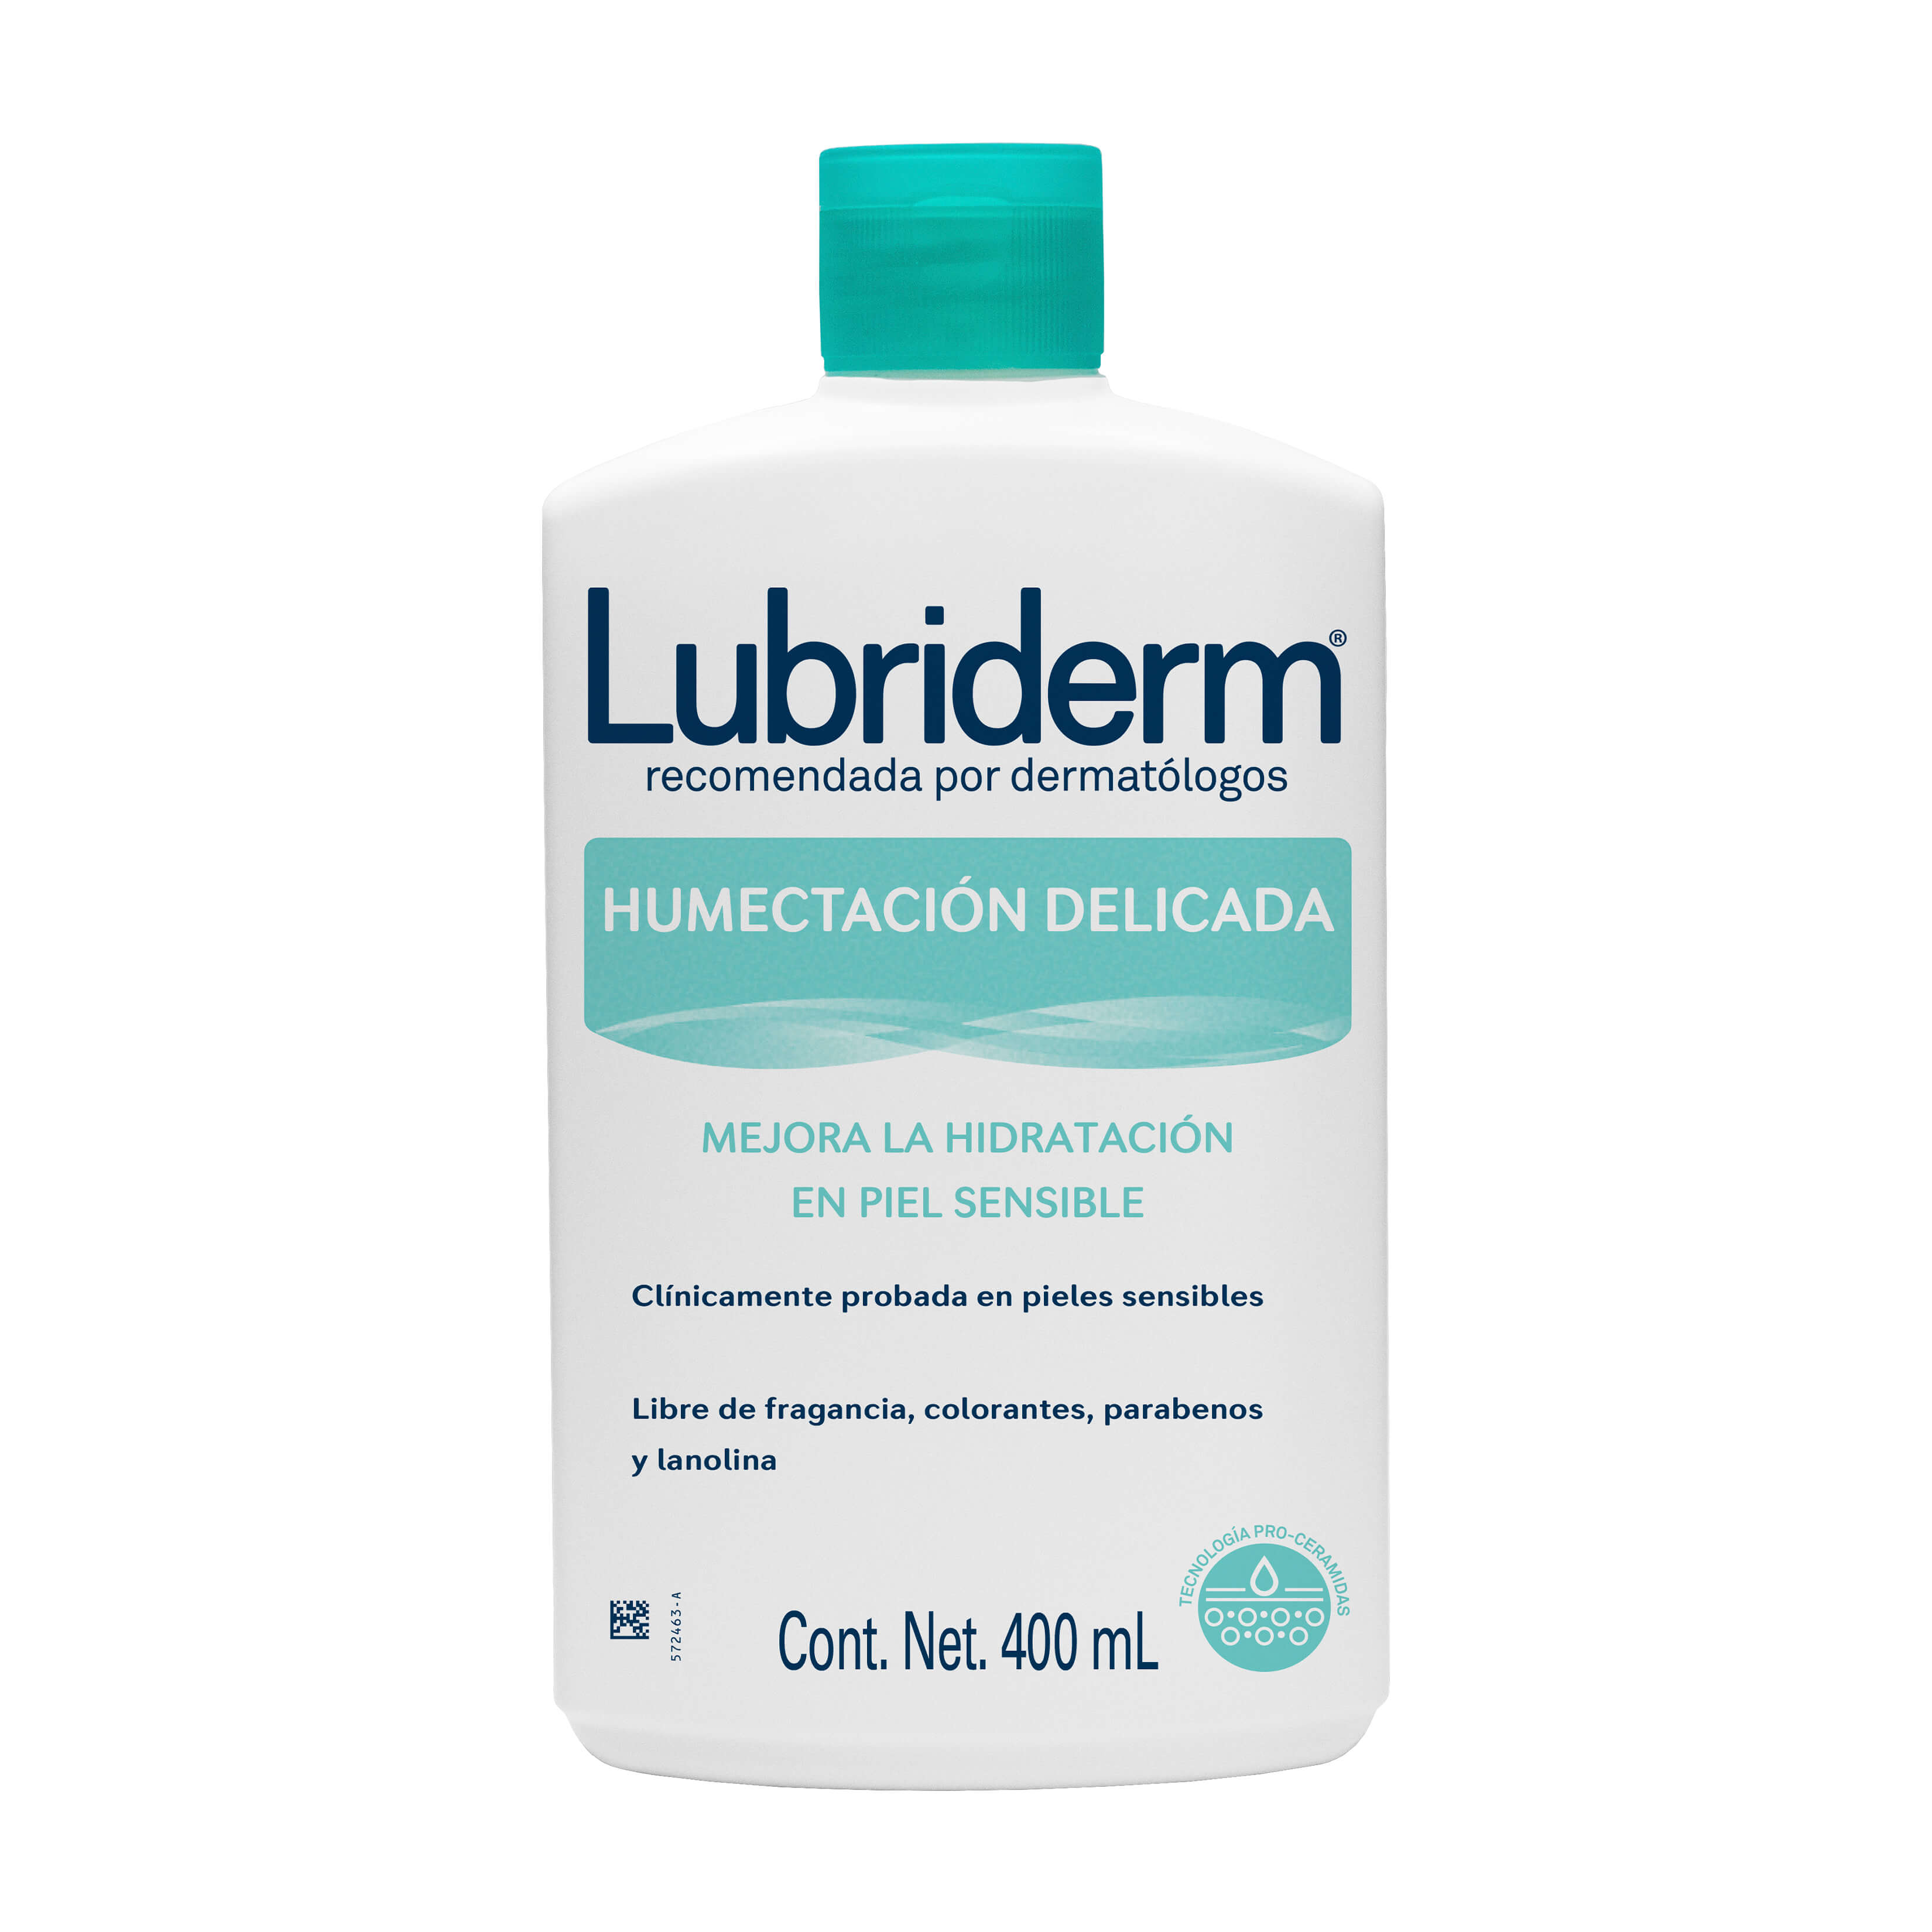 Lubriderm®
recomendada por dermatólogos
HUMECTACIÓN DELICADA
MEJORA LA HIDRATACIÓN
EN PIEL SENSIBLE
Clínicamente probada en pieles sensibles
Libre de fragancia, colorantes, parabenos
y lanolina
TECNOLOGÍA PRO-CERAMIDAS
572463-A
Cont. Net. 400 mL